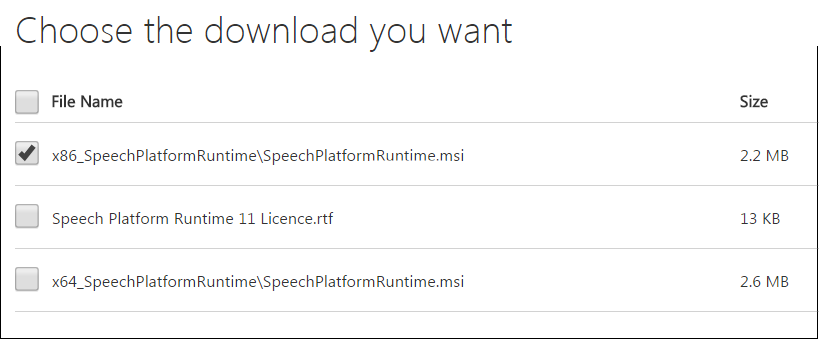 Choose the download you want
File Name Size
x86_SpeechPlatformRuntime\SpeechPlatformRuntime.msi 2.2 MB
Speech Platform Runtime 11 Licence.rtf 13 KB
x64_SpeechPlatformRuntime\SpeechPlatformRuntime.msi 2.6 MB